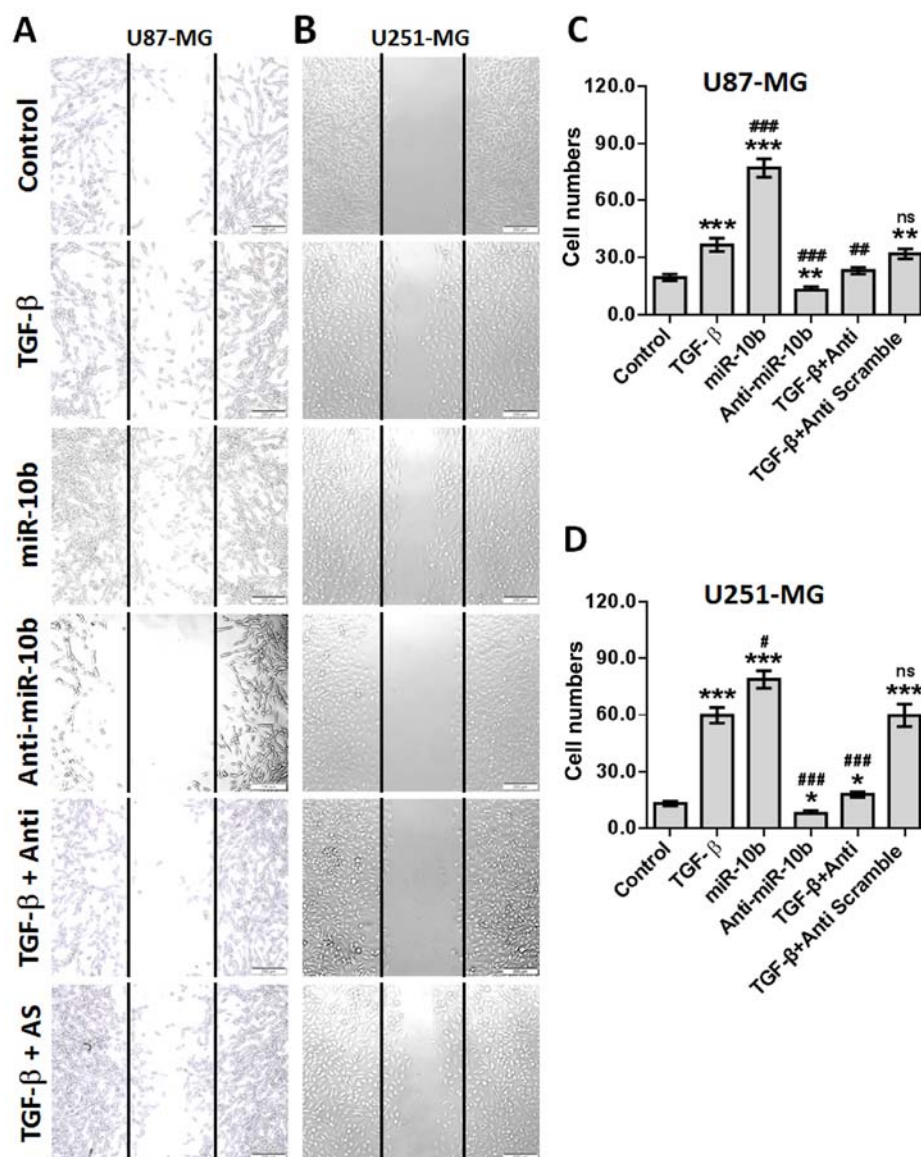 A
U87-MG
B
U251-MG
Control
TGF-β
miR-10b
Anti-miR-10b
TGF-β + Anti
TGF-β + AS
C
U87-MG
120.0
90.0
60.0
30.0
0.0
Cell numbers
***
###
***
###
**
##
ns
**
Control
TGF-β
miR-10b
Anti-miR-10b
TGF-β+Anti
TGF-β+Anti Scramble
D
U251-MG
120.0
90.0
60.0
30.0
0.0
Cell numbers
***
#
***
###
*
###
*
ns
***
Control
TGF-β
miR-10b
Anti-miR-10b
TGF-β+Anti
TGF-β+Anti Scramble